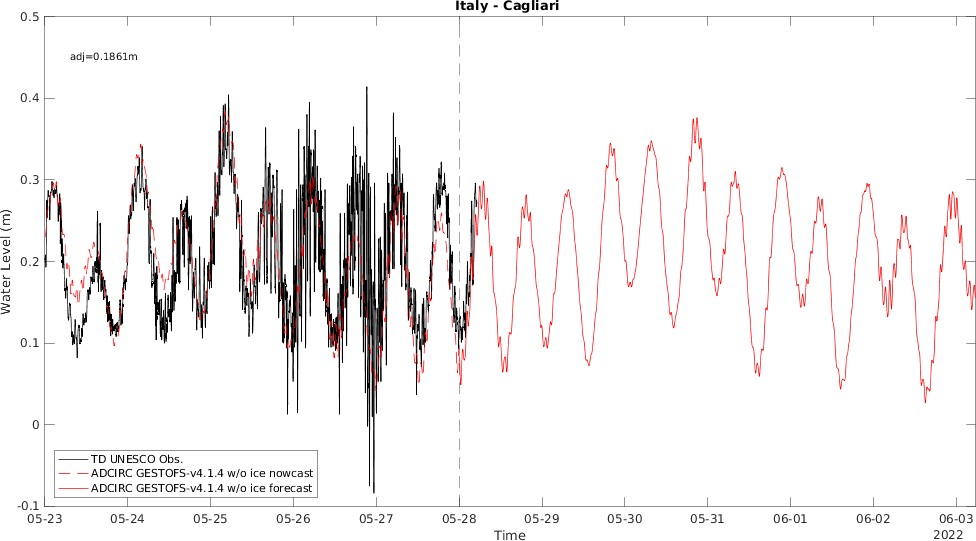 Italy - Cagliari
0.5
adj=0.1861m
0.4
0.3
0.2
0.1
0
-0.1
Water Level (m)
TD UNESCO Obs.
ADCIRC GESTOFS-v4.1.4 w/o ice nowcast
ADCIRC GESTOFS-v4.1.4 w/o ice forecast
05-23 05-24 05-25 05-26 05-27 05-28 05-29 05-30 05-31 06-01 06-02 06-03
Time
2022